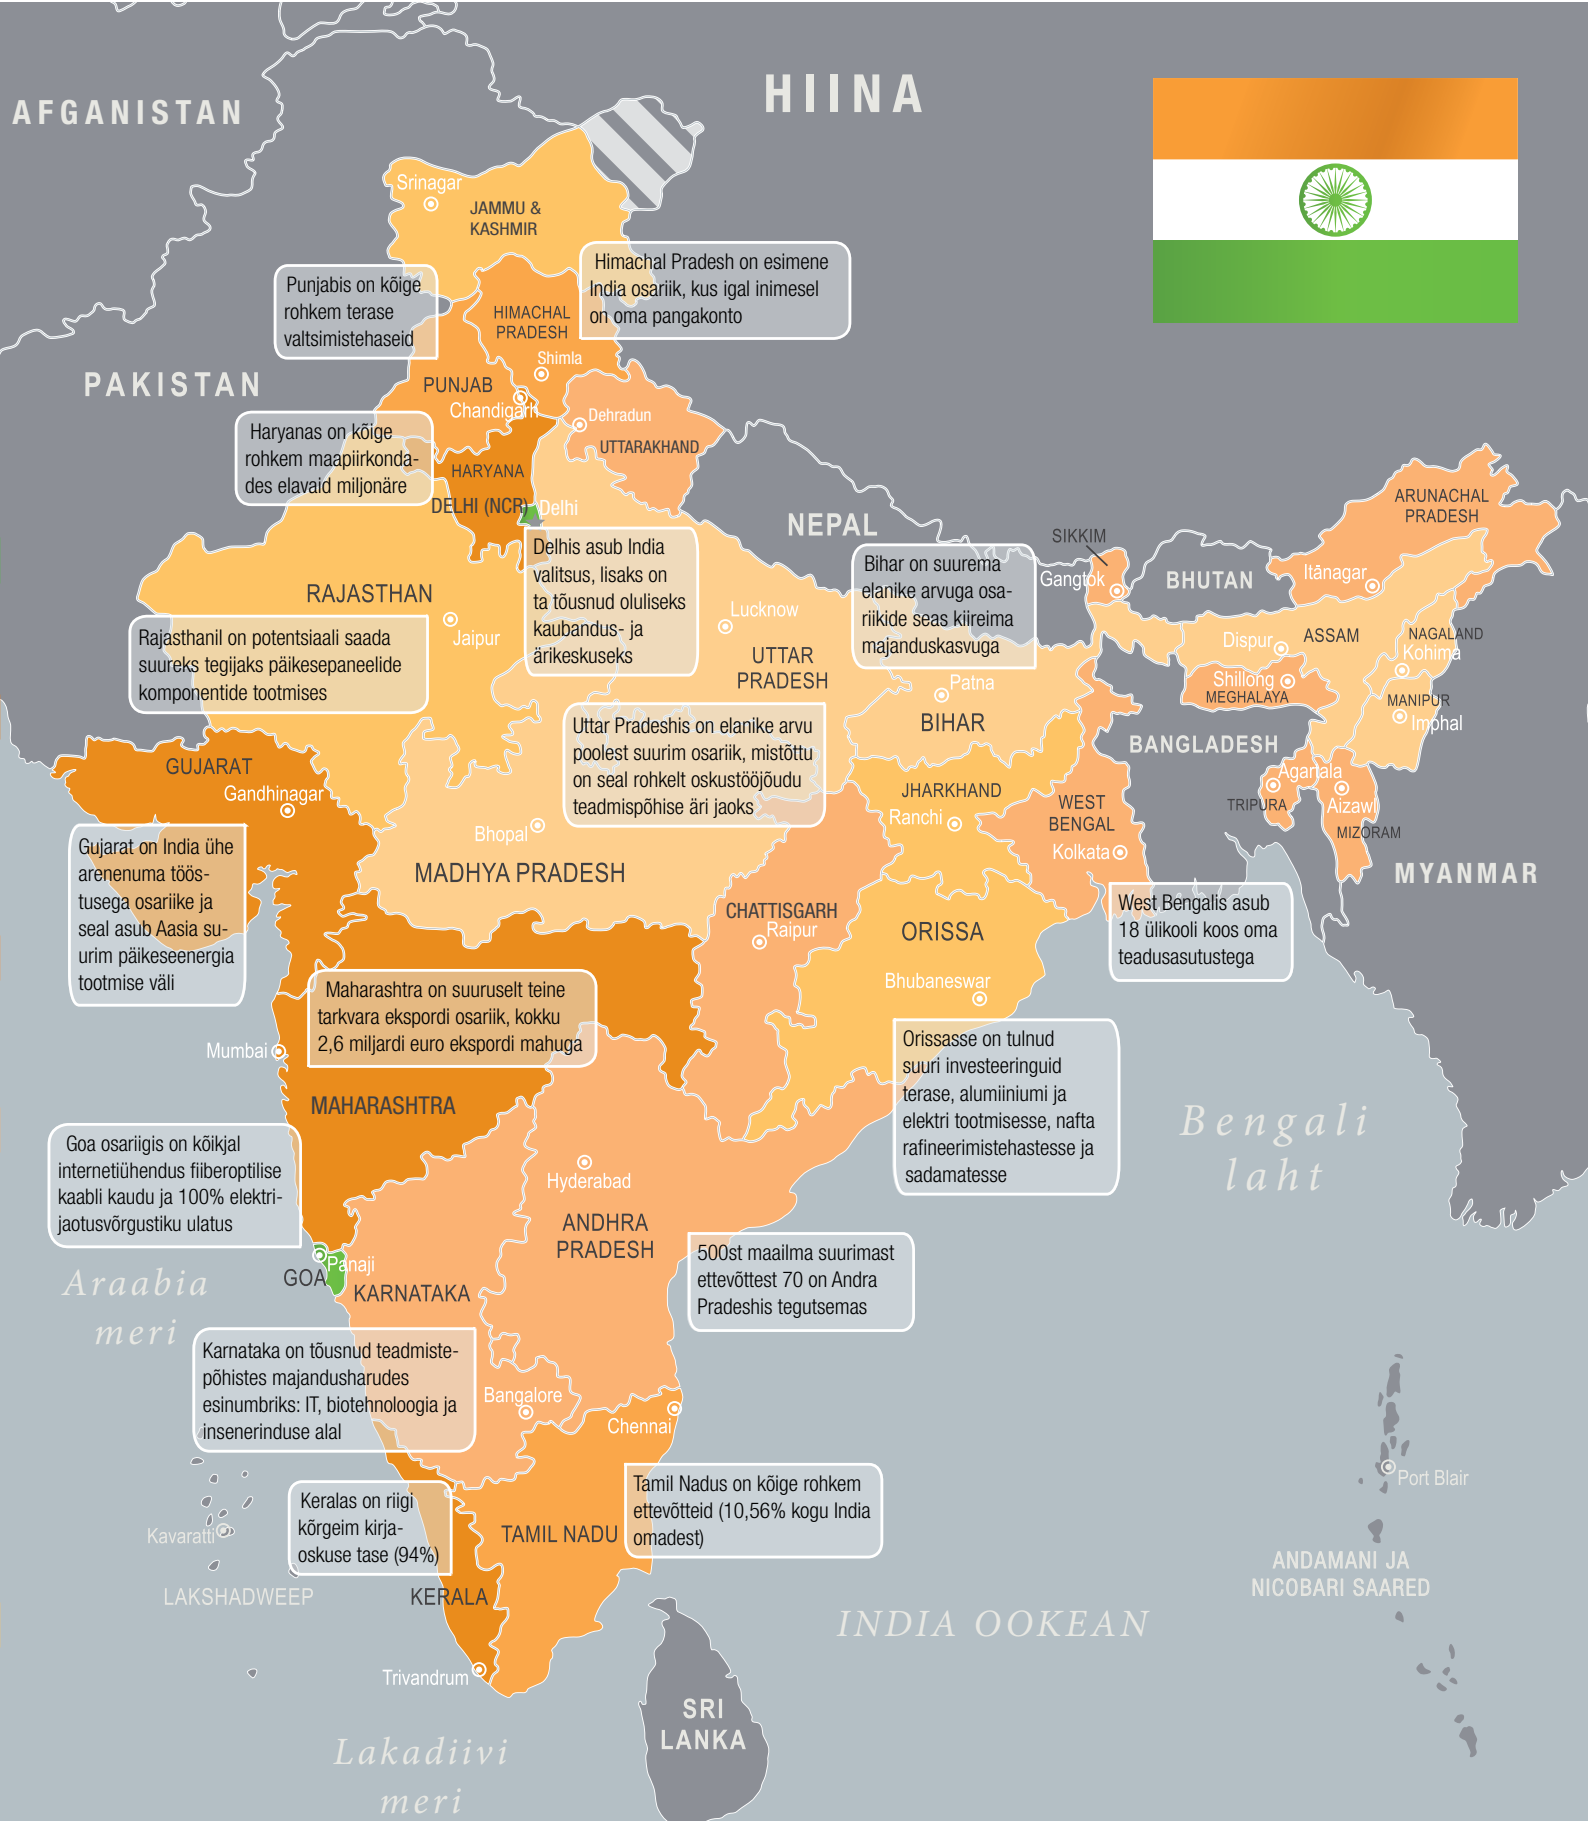 HIINA
AFGANISTAN
Srinagar
JAMMU &
KASHMIR
Himachal Pradesh on esimene
India osariik, kus igal inimesel
on oma pangakonto
Punjabis on kõige
rohkem terase
valtsimistehaseid
HIMACHAL
PRADESH
Shimla
PAKISTAN
PUNJAB
Chandigarh
Dehradun
UTTARAKHAND
Haryanas on kõige
rohkem maapiirkonda-
des elavaid miljonäre
HARYANA
DELHI (NCR)
Delhi
NEPAL
ARUNACHAL
PRADESH
SIKKIM
Gangtok
BHUTAN
Itānagar
Delhis asub India
valitsus, lisaks on
ta tõusnud oluliseks
kaubandus- ja
ärikeskuseks
Bihar on suurema
elanike arvuga osa-
riikide seas kiireima
majanduskasvuga
RAJASTHAN
Jaipur
Lucknow
Rajasthanil on potentsiaali saada
suureks tegijaks päikesepaneelide
komponentide tootmises
UTTAR
PRADESH
Dispur
ASSAM
NAGALAND
Kohima
Shillong
MEGHALAYA
MANIPUR
Imphal
Patna
BIHAR
Uttar Pradeshis on elanike arvu
poolest suurim osariik, mistõttu
on seal rohkelt oskustööjõudu
teadmispõhise äri jaoks
BANGLADESH
GUJARAT
Gandhinagar
JHARKHAND
Ranchi
WEST
BENGAL
Kolkata
Agartala
TRIPURA
Aizawl
MIZORAM
Bhopal
MADHYA PRADESH
MYANMAR
Gujarat on India ühe
arenenuma töös-
tusega osariike ja
seal asub Aasia su-
urim päikeseenergia
tootmise väli
CHATTISGARH
Raipur
ORISSA
Bhubaneswar
West Bengalis asub
18 ülikooli koos oma
teadusasutustega
Maharashtra on suuruselt teine
tarkvara ekspordi osariik, kokku
2,6 miljardi euro ekspordi mahuga
Mumbai
MAHARASHTRA
Orissasse on tulnud
suuri investeeringuid
terase, alumiiniumi ja
elektri tootmisesse, nafta
rafineerimistehastesse ja
sadamatesse
Bengali
laht
Goa osariigis on kõikjal
internetiühendus fiiberoptilise
kaabli kaudu ja 100% elektri-
jaotusvõrgustiku ulatus
Hyderabad
ANDHRA
PRADESH
500st maailma suurimast
ettevõttest 70 on Andra
Pradeshis tegutsemas
Panaji
GOA
KARNATAKA
Araabia
meri
Karnataka on tõusnud teadmiste-
põhistes majandusharudes
esinumbriks: IT, biotehnoloogia ja
insenerinduse alal
Bangalore
Chennai
Tamil Nadus on kõige rohkem
ettevõtteid (10,56% kogu India
omadest)
Port Blair
Keralas on riigi
kõrgeim kirja-
oskuse tase (94%)
Kavaratti
LAKSHADWEEP
TAMIL NADU
KERALA
ANDAMANI JA
NICOBARI SAARED
INDIA OOKEAN
Trivandrum
SRI
LANKA
Lakadiivi
meri